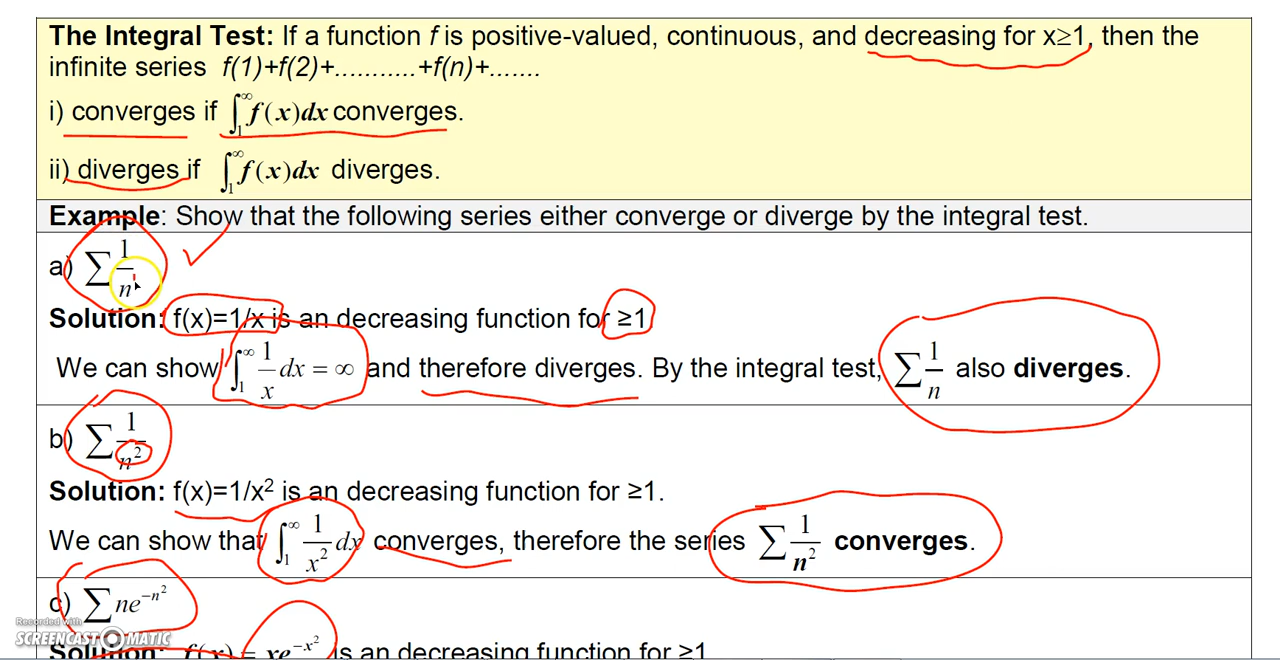 The Integral Test: If a function f is positive-valued, continuous, and decreasing for x≥1, then the
infinite series f(1)+f(2)+...........+f(n)+.......
i) converges if ∫₁^∞ f(x)dx converges.
ii) diverges if ∫₁^∞ f(x)dx diverges.
Example: Show that the following series either converge or diverge by the integral test.
a) ∑ 1/n¹
Solution: f(x)=1/x is an decreasing function for ≥1.
We can show ∫₁^∞ 1/x dx = ∞ and therefore diverges. By the integral test, ∑ 1/n also diverges.
b) ∑ 1/n²
Solution: f(x)=1/x² is an decreasing function for ≥1.
We can show that ∫₁^∞ 1/x² dx converges, therefore the series ∑ 1/n² converges.
c) ∑ ne^(-n²)
Recorded with
SCREENCAST-O-MATIC
Solution: f(x) = xe^(-x²) is an decreasing function for ≥1